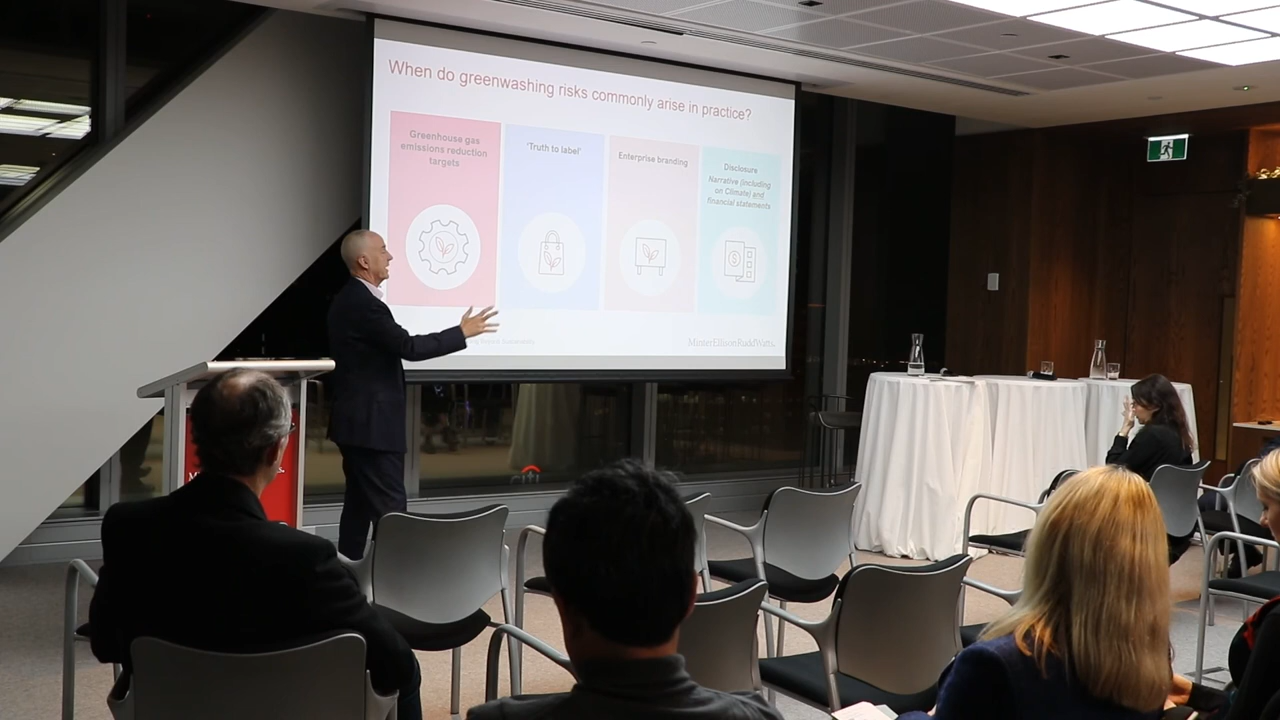 When do greenwashing risks commonly arise in practice?
Greenhouse gas
emissions reduction
targets
'Truth to label'
Enterprise branding
Disclosure
Narrative (including
on Climate) and
financial statements
MinterEllisonRuddWatts.
citi